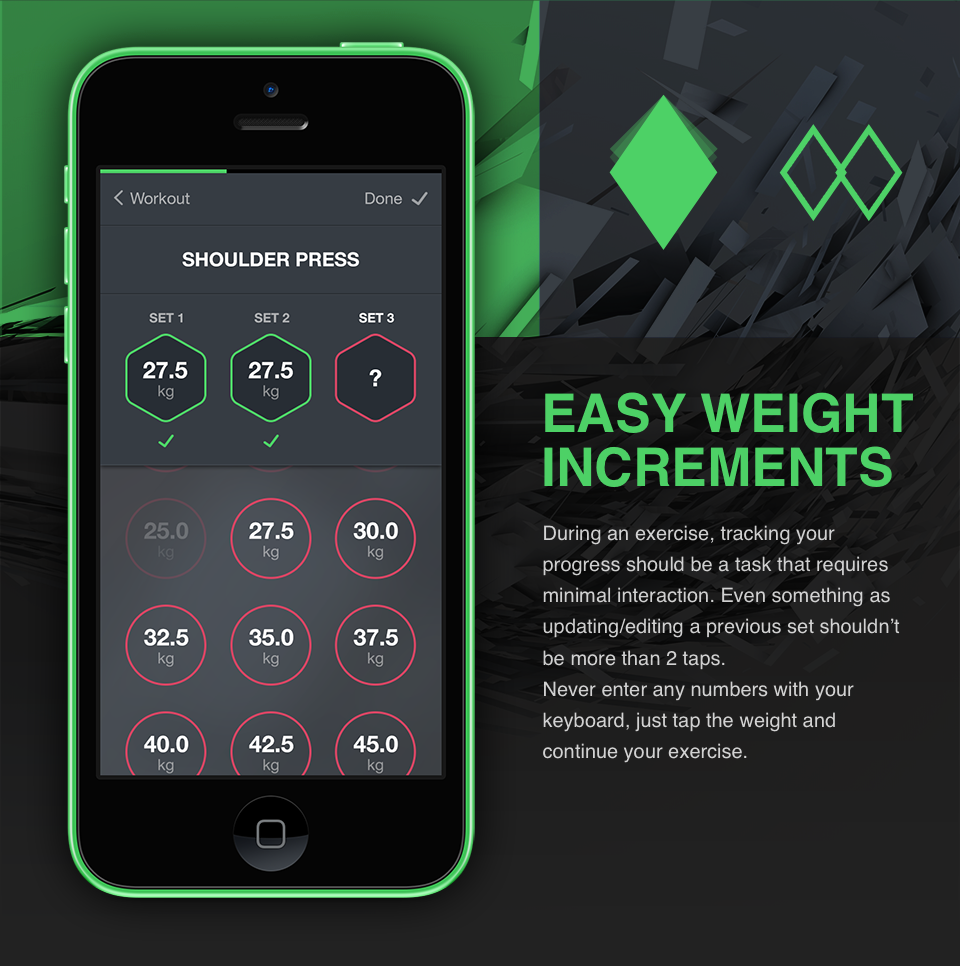 Workout
Done
SHOULDER PRESS
SET 1
SET 2
SET 3
27.5
kg
27.5
kg
?
25.0
kg
27.5
kg
30.0
kg
32.5
kg
35.0
kg
37.5
kg
40.0
kg
42.5
kg
45.0
kg
EASY WEIGHT
INCREMENTS
During an exercise, tracking your
progress should be a task that requires
minimal interaction. Even something as
updating/editing a previous set shouldn’t
be more than 2 taps.
Never enter any numbers with your
keyboard, just tap the weight and
continue your exercise.